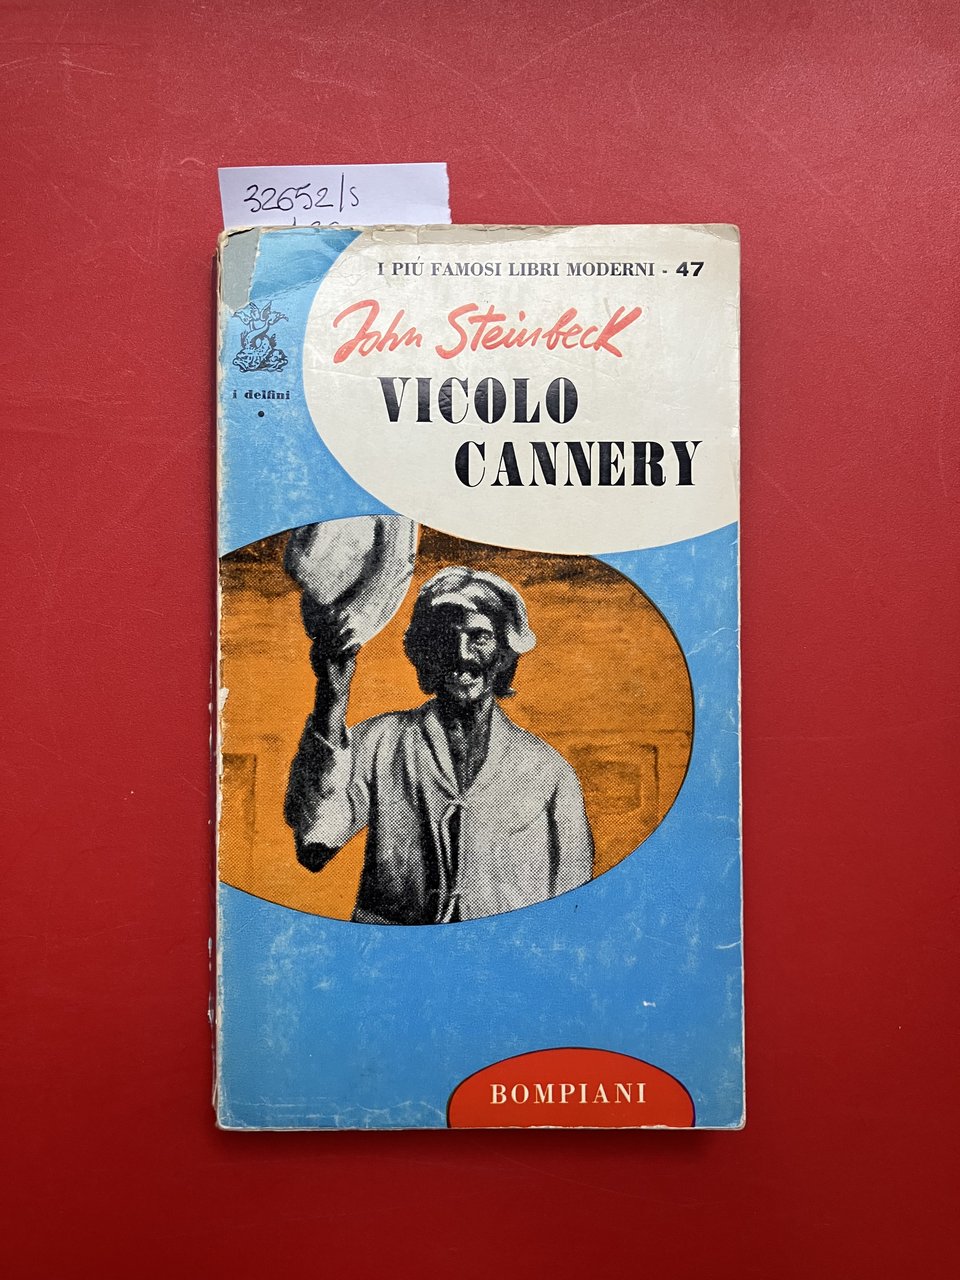 32652/s
I PIÚ FAMOSI LIBRI MODERNI - 47
John Steinbeck
i delfini
VICOLO
CANNERY
BOMPIANI